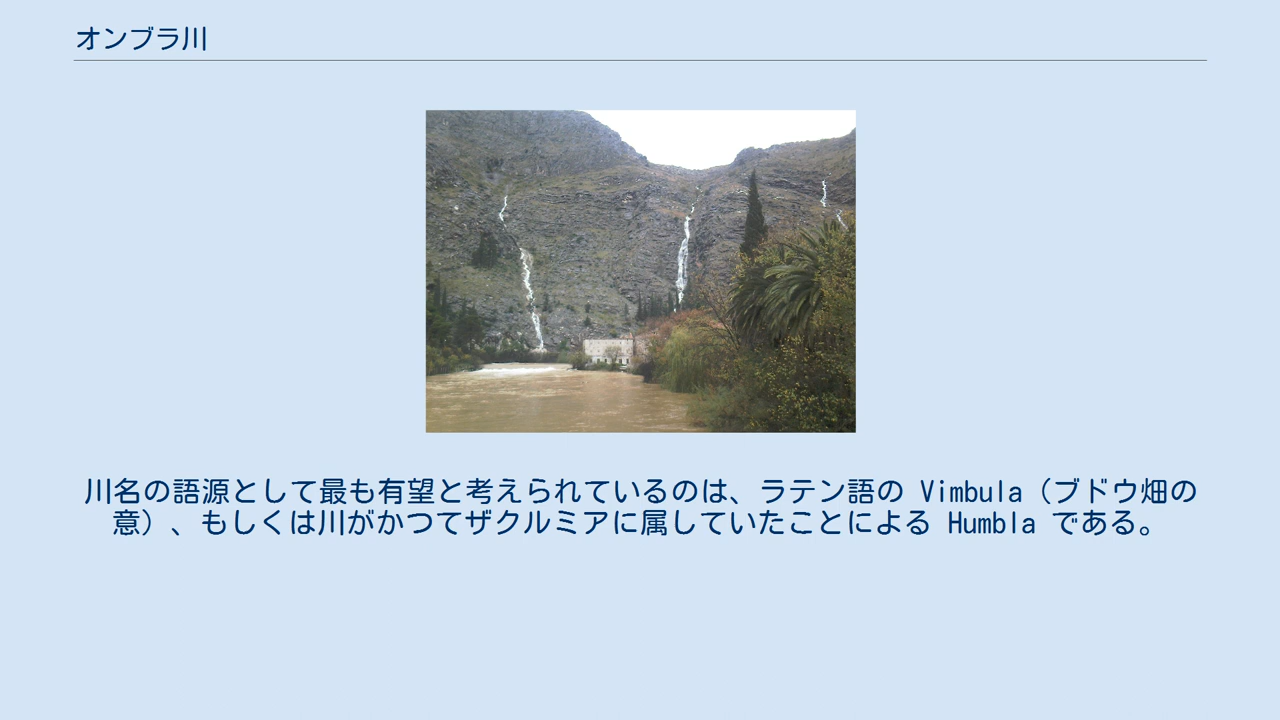 オンブラ川
川名の語源として最も有望と考えられているのは、ラテン語の Vimbula（ブドウ畑の
意）、もしくは川がかつてザクルミアに属していたことによる Humbla である。